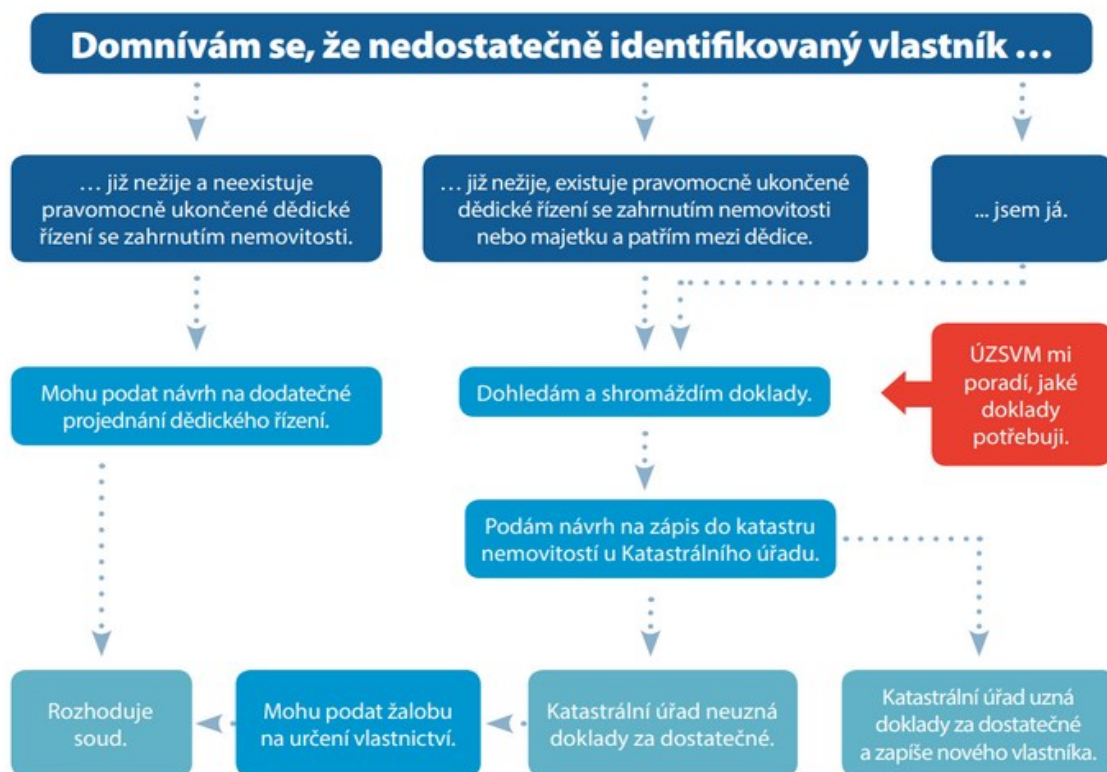 Domnívám se, že nedostatečně identifikovaný vlastník …
… již nežije a neexistuje
pravomocně ukončené dědické
řízení se zahrnutím nemovitosti.
… již nežije, existuje pravomocně ukončené
dědické řízení se zahrnutím nemovitosti
nebo majetku a patřím mezi dědice.
... jsem já.
Mohu podat návrh na dodatečné
projednání dědického řízení.
Dohledám a shromáždím doklady.
ÚZSVM mi
poradí, jaké
doklady
potřebuji.
Podám návrh na zápis do katastru
nemovitostí u Katastrálního úřadu.
Rozhoduje
soud.
Mohu podat žalobu
na určení vlastnictví.
Katastrální úřad neuzná
doklady za dostatečné.
Katastrální úřad uzná
doklady za dostatečné
a zapíše nového vlastníka.